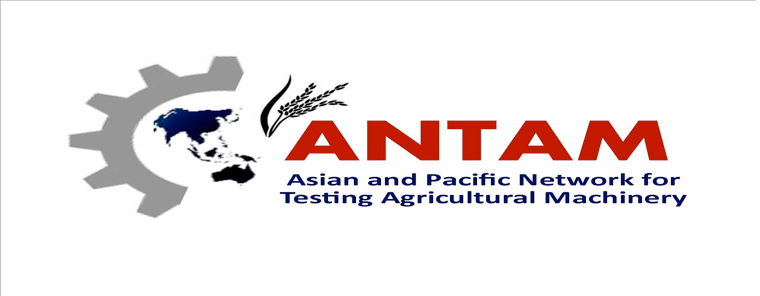 ANTAM
Asian and Pacific Network for
Testing Agricultural Machinery